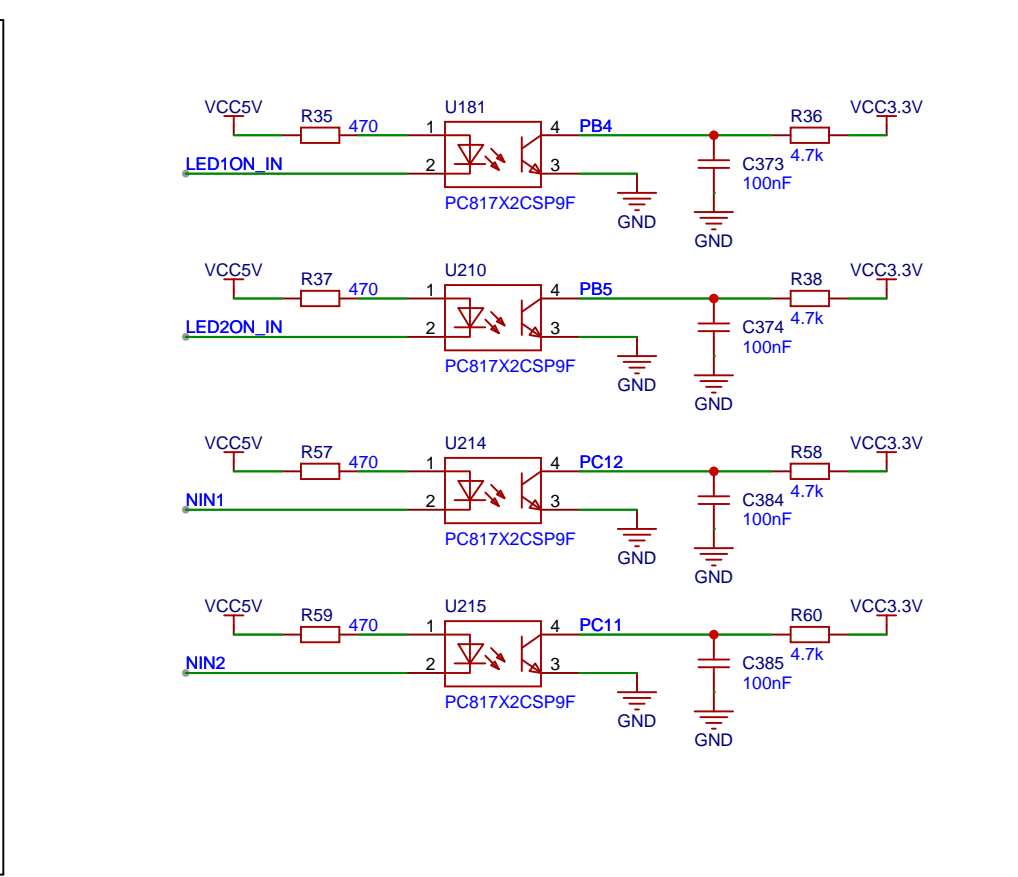 VCC5V
R35
470
U181
1
2
4
3
PB4
LED1ON_IN
PC817X2CSP9F
GND
C373
100nF
GND
R36
4.7k
VCC3.3V
VCC5V
R37
470
U210
1
2
4
3
PB5
LED2ON_IN
PC817X2CSP9F
GND
C374
100nF
GND
R38
4.7k
VCC3.3V
VCC5V
R57
470
U214
1
2
4
3
PC12
NIN1
PC817X2CSP9F
GND
C384
100nF
GND
R58
4.7k
VCC3.3V
VCC5V
R59
470
U215
1
2
4
3
PC11
NIN2
PC817X2CSP9F
GND
C385
100nF
GND
R60
4.7k
VCC3.3V